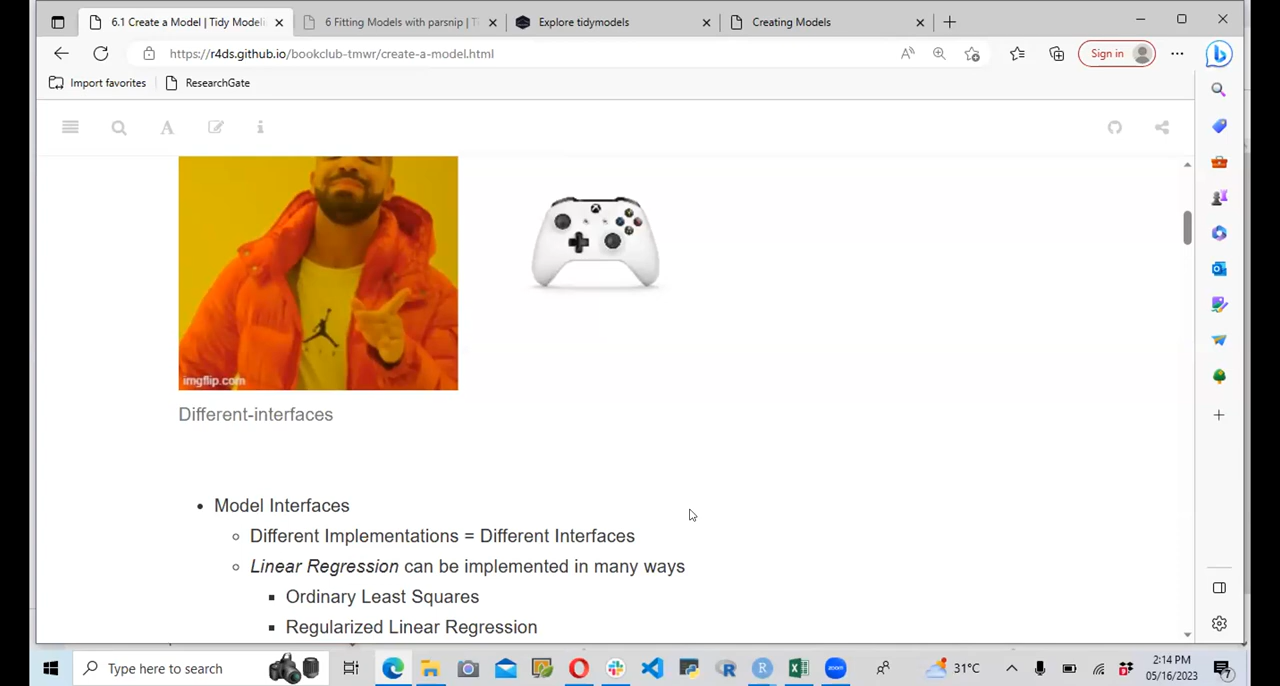 6.1 Create a Model | Tidy Modeli
6 Fitting Models with parsnip | Ti
Explore tidymodels
Creating Models
https://r4ds.github.io/bookclub-tmwr/create-a-model.html
Sign in
Import favorites
ResearchGate
imgflip.com
Different-interfaces
• Model Interfaces
◦ Different Implementations = Different Interfaces
◦ Linear Regression can be implemented in many ways
▪ Ordinary Least Squares
▪ Regularized Linear Regression
Type here to search
zoom
31°C
2:14 PM
05/16/2023
7